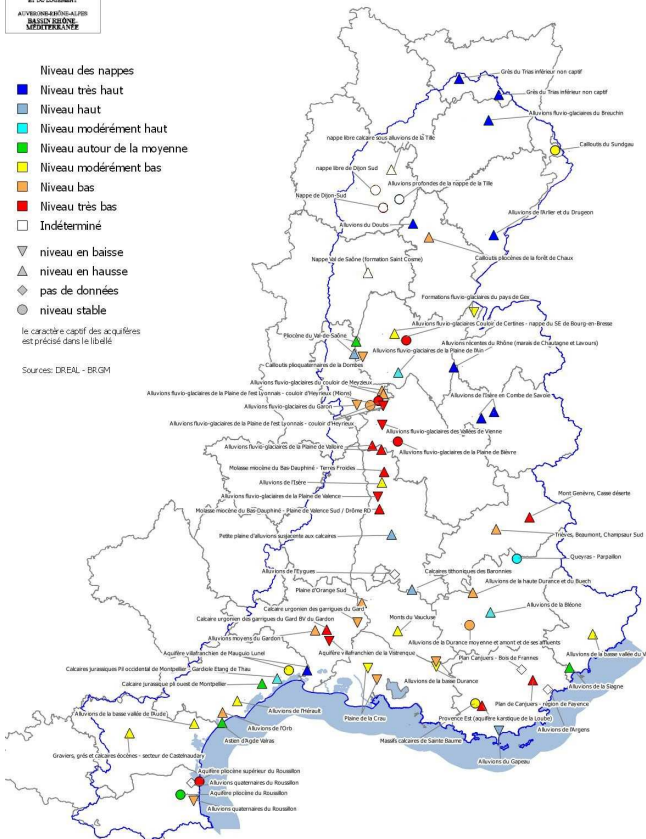 ET DU LOGEMENT
AUVERGNE-RHÔNE-ALPES
BASSIN RHÔNE-
MÉDITERRANÉE
Niveau des nappes
Niveau très haut
Niveau haut
Niveau modérément haut
Niveau autour de la moyenne
Niveau modérément bas
Niveau bas
Niveau très bas
Indéterminé
niveau en baisse
niveau en hausse
pas de données
niveau stable
le caractère captif des acquifères
est précisé dans le libellé
Sources: DREAL - BRGM
Grès du Trias inférieur non captif
Grès du Trias inférieur non captif
Alluvions fluvio-glaciaires du Breuchin
Cailloutis du Sundgau
nappe libre calcaire sous alluvions de la Tille
nappe libre de Dijon Sud
Alluvions profondes de la nappe de la Tille
Nappe de Dijon-Sud
Alluvions du Doubs
Alluvions de l'Arlier et du Drugeon
Cailloutis pliocènes de la forêt de Chaux
Nappe Val de Saône (formation Saint Cosme)
Formations fluvio-glaciaires du pays de Gex
Alluvions fluvio-glaciaires Couloir de Certines - nappe du SE de Bourg-en-Bresse
Pliocène du Val de Saône
Alluvions récentes du Rhône (marais de Chautagne et Lavours)
Alluvions fluvio-glaciaires de la Plaine de l'Ain
Cailloutis plioquaternaires de la Dombes
Alluvions fluvio-glaciaires du couloir de Meyzieu
Alluvions fluvio-glaciaires de la Plaine de l'est Lyonnais - couloir d'Heyrieux (Mions)
Alluvions de l'Isère en Combe de Savoie
Alluvions fluvio-glaciaires du Garon
Alluvions fluvio-glaciaires de la Plaine de l'est Lyonnais - couloir d'Heyrieux
Alluvions fluvio-glaciaires des Vallées de Vienne
Alluvions fluvio-glaciaires de la Plaine de Valloire
Alluvions fluvio-glaciaires de la Plaine de Bièvre
Molasse miocène du Bas-Dauphiné - Terres Froides
Alluvions de l'Isère
Alluvions fluvio-glaciaires de la Plaine de Valence
Mont Genèvre, Casse déserte
Molasse miocène du Bas-Dauphiné - Plaine de Valence Sud / Drôme RD
Petite plaine d'alluvions surjacente aux calcaires
Trièves, Beaumont, Champsaur Sud
Queyras - Parpaillon
Alluvions de l'Eygues
Calcaires tithoniques des Baronnies
Alluvions de la haute Durance et du Buech
Plaine d'Orange Sud
Calcaire urgonien des garrigues du Gard
Alluvions de la Bléone
Calcaire urgonien des garrigues du Gard BV du Gardon
Monts du Vaucluse
Alluvions moyens du Gardon
Alluvions de la Durance moyenne et amont et de ses affluents
Aquifère villafranchien de Mauguio Lunel
Aquifère villafranchien de la Vistrenque
Plan Canjuers - Bois de Frannes
Alluvions de la basse vallée du V
Calcaires jurassiques Pli occidental de Montpellier - Gardiole Etang de Thau
Alluvions de la basse Durance
Alluvions de la Siagne
Calcaire jurassique pli ouest de Montpellier
Plan de Canjuers - région de Fayence
Alluvions de la basse vallée de l'Aude
Alluvions de l'Hérault
Plaine de la Crau
Provence Est (aquifère karstique de la Loube)
Alluvions de l'Argens
Alluvions de l'Orb
Astien d'Agde Valras
Massifs calcaires de Sainte Baume
Graviers, grès et calcaires éocènes - secteur de Castelnaudary
Alluvions du Gapeau
Aquifère pliocène supérieur du Roussillon
Alluvions quaternaires du Roussillon
Aquifère pliocène du Roussillon
Alluvions quaternaires du Roussillon